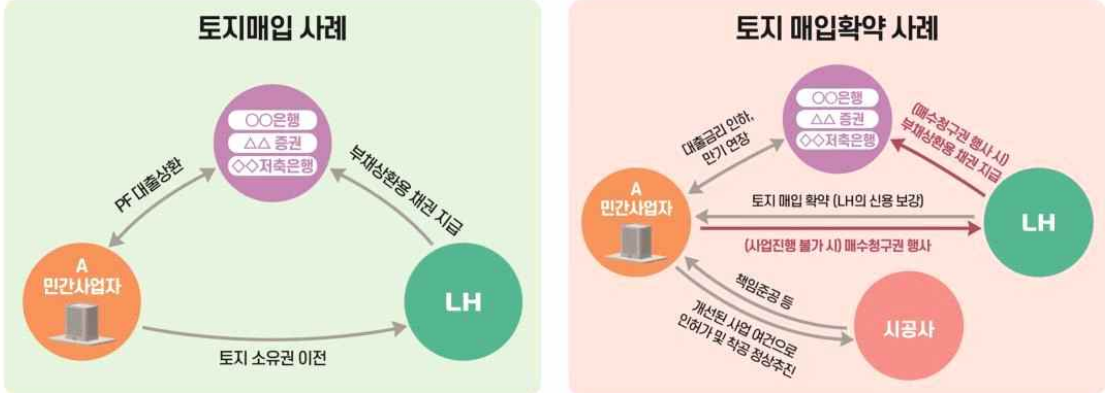 토지매입 사례
○○은행
△△ 증권
◇◇저축은행
PF 대출상환
부채상환용 채권 지급
A
민간사업자
LH
토지 소유권 이전
토지 매입확약 사례
○○은행
△△ 증권
◇◇저축은행
대출금리 인하,
만기 연장
(매수청구권 행사 시)
부채상환용 채권 지급
A
민간사업자
토지 매입 확약 (LH의 신용 보강)
LH
(사업진행 불가 시) 매수청구권 행사
책임준공 등
개선된 사업 여건으로
인허가 및 착공 정상추진
시공사